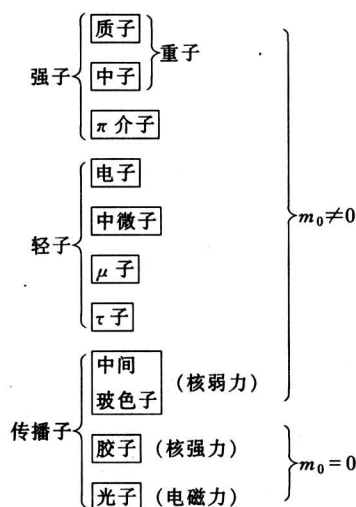 质子
中子
重子
强子
π 介子
电子
中微子
轻子
μ 子
τ 子
m₀≠0
中间
玻色子 (核弱力)
传播子
胶子 (核强力)
光子 (电磁力)
m₀=0